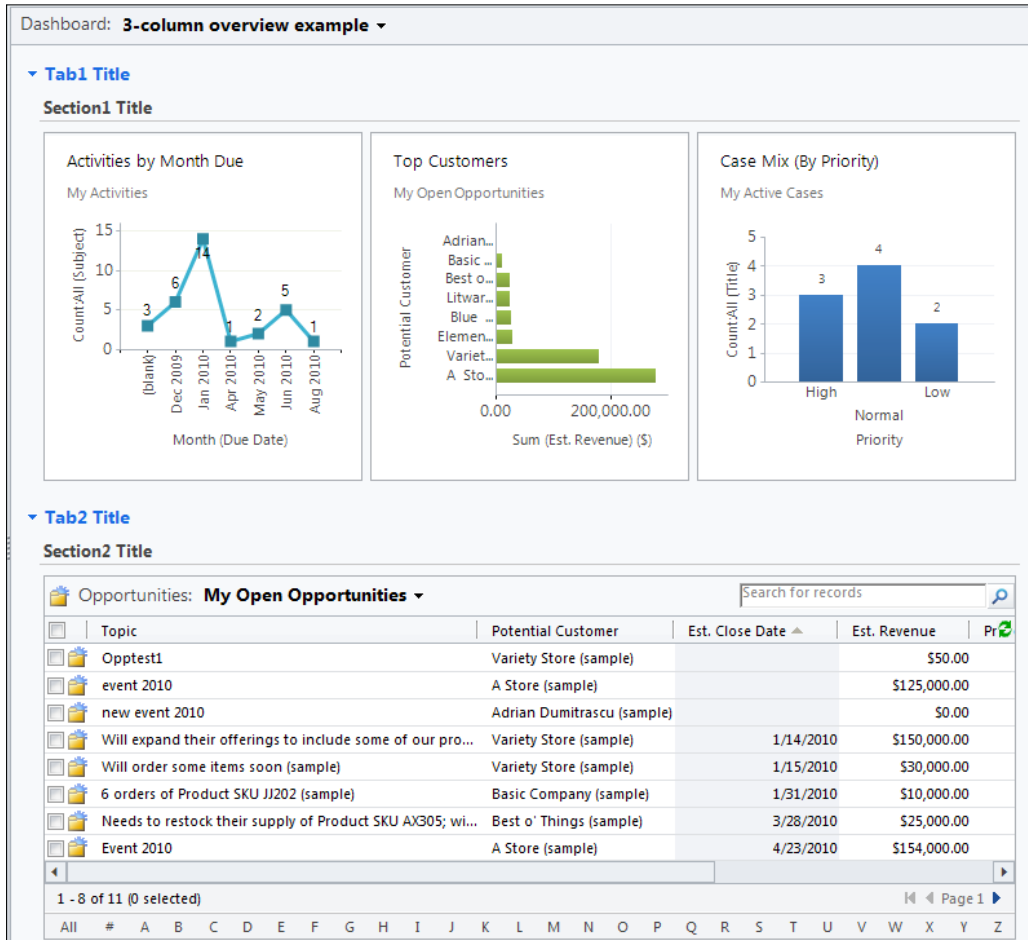 Dashboard: 3-column overview example
Tab1 Title
Section1 Title
Activities by Month Due
My Activities
Count:All (Subject)
15
10
5
0
3
6
14
1
2
5
1
(blank)
Dec 2009
Jan 2010
Apr 2010
May 2010
Jun 2010
Aug 2010
Month (Due Date)
Top Customers
My Open Opportunities
Potential Customer
Adrian...
Basic ...
Best o...
Litwar...
Blue ...
Elemen...
Variet...
A Sto...
0.00 200,000.00
Sum (Est. Revenue) ($)
Case Mix (By Priority)
My Active Cases
Count:All (Title)
5
4
3
2
1
0
3
4
2
High
Normal
Low
Priority
Tab2 Title
Section2 Title
Opportunities: My Open Opportunities Search for records
Topic Potential Customer Est. Close Date Est. Revenue Pr
Opptest1 Variety Store (sample) $50.00
event 2010 A Store (sample) $125,000.00
new event 2010 Adrian Dumitrascu (sample) $0.00
Will expand their offerings to include some of our pro... Variety Store (sample) 1/14/2010 $150,000.00
Will order some items soon (sample) Variety Store (sample) 1/15/2010 $30,000.00
6 orders of Product SKU JJ202 (sample) Basic Company (sample) 1/31/2010 $10,000.00
Needs to restock their supply of Product SKU AX305; wi... Best o' Things (sample) 3/28/2010 $25,000.00
Event 2010 A Store (sample) 4/23/2010 $154,000.00
1 - 8 of 11 (0 selected) Page 1
All # A B C D E F G H I J K L M N O P Q R S T U V W X Y Z